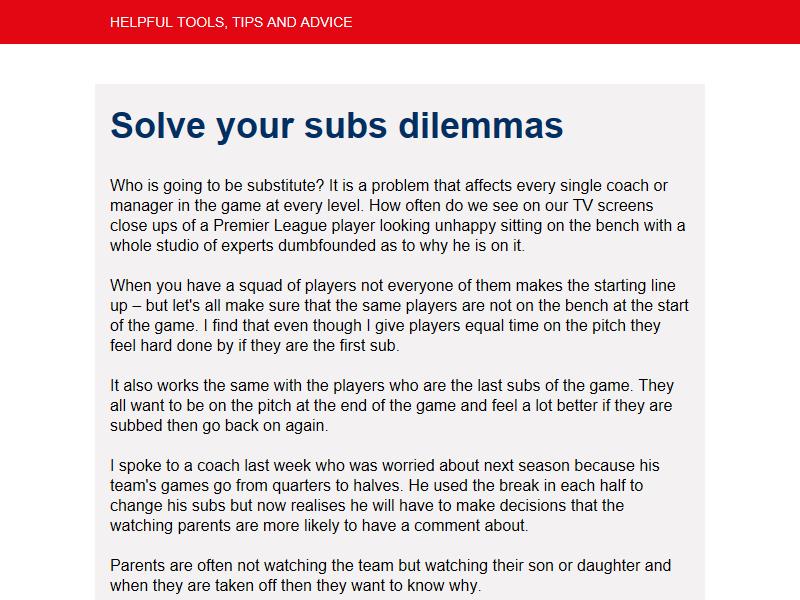 HELPFUL TOOLS, TIPS AND ADVICE
Solve your subs dilemmas
Who is going to be substitute? It is a problem that affects every single coach or
manager in the game at every level. How often do we see on our TV screens
close ups of a Premier League player looking unhappy sitting on the bench with a
whole studio of experts dumbfounded as to why he is on it.
When you have a squad of players not everyone of them makes the starting line
up – but let's all make sure that the same players are not on the bench at the start
of the game. I find that even though I give players equal time on the pitch they
feel hard done by if they are the first sub.
It also works the same with the players who are the last subs of the game. They
all want to be on the pitch at the end of the game and feel a lot better if they are
subbed then go back on again.
I spoke to a coach last week who was worried about next season because his
team's games go from quarters to halves. He used the break in each half to
change his subs but now realises he will have to make decisions that the
watching parents are more likely to have a comment about.
Parents are often not watching the team but watching their son or daughter and
when they are taken off then they want to know why.